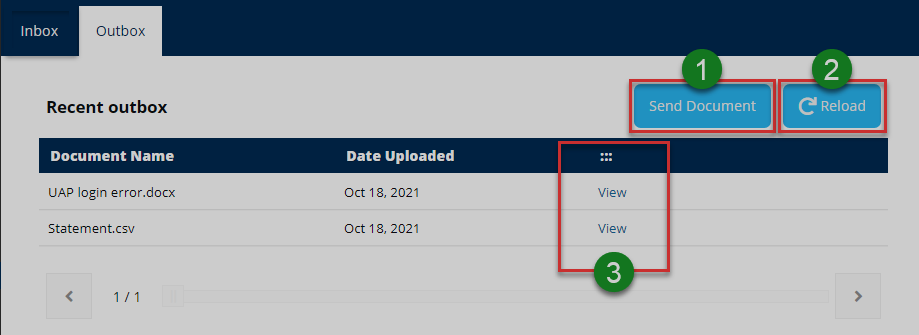 Inbox Outbox
1 2
Recent outbox Send Document Reload
Document Name Date Uploaded :::
UAP login error.docx Oct 18, 2021 View
Statement.csv Oct 18, 2021 View
3
1 / 1